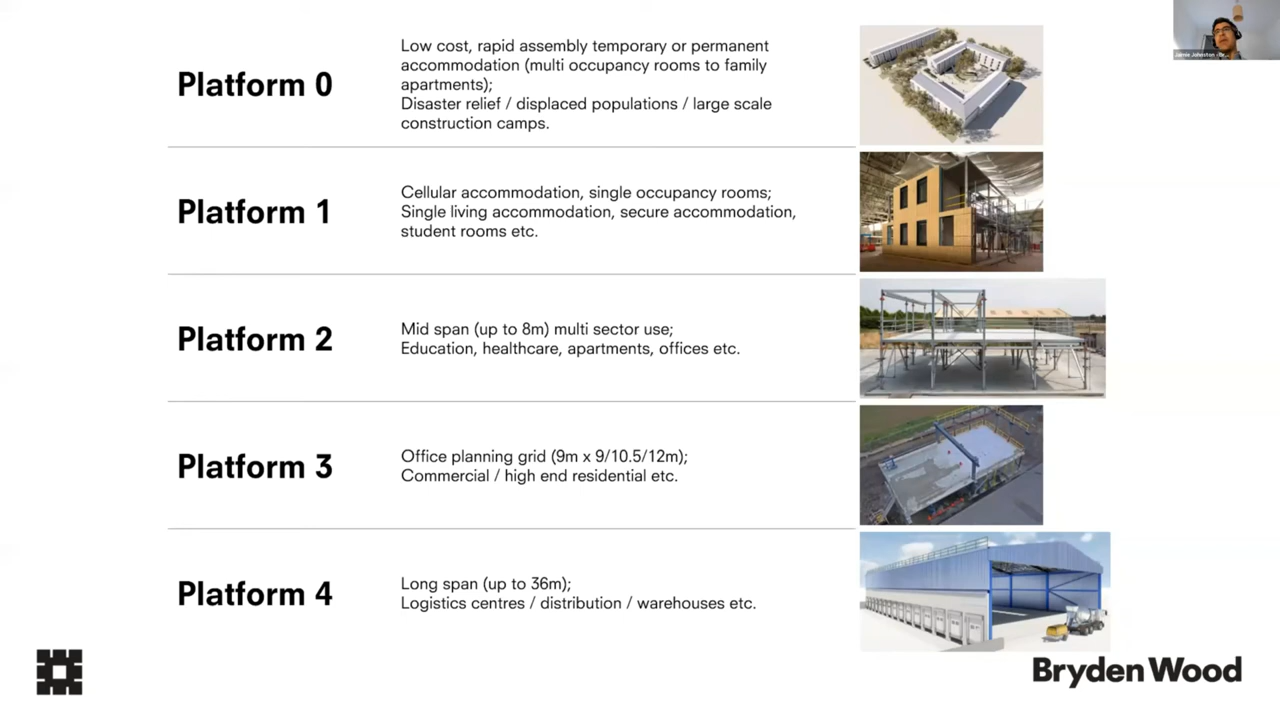 Platform 0
Low cost, rapid assembly temporary or permanent
accommodation (multi occupancy rooms to family
apartments);
Disaster relief / displaced populations / large scale
construction camps.
Platform 1
Cellular accommodation, single occupancy rooms;
Single living accommodation, secure accommodation,
student rooms etc.
Platform 2
Mid span (up to 8m) multi sector use;
Education, healthcare, apartments, offices etc.
Platform 3
Office planning grid (9m x 9/10.5/12m);
Commercial / high end residential etc.
Platform 4
Long span (up to 36m);
Logistics centres / distribution / warehouses etc.
Bryden Wood
Jamie Johnston